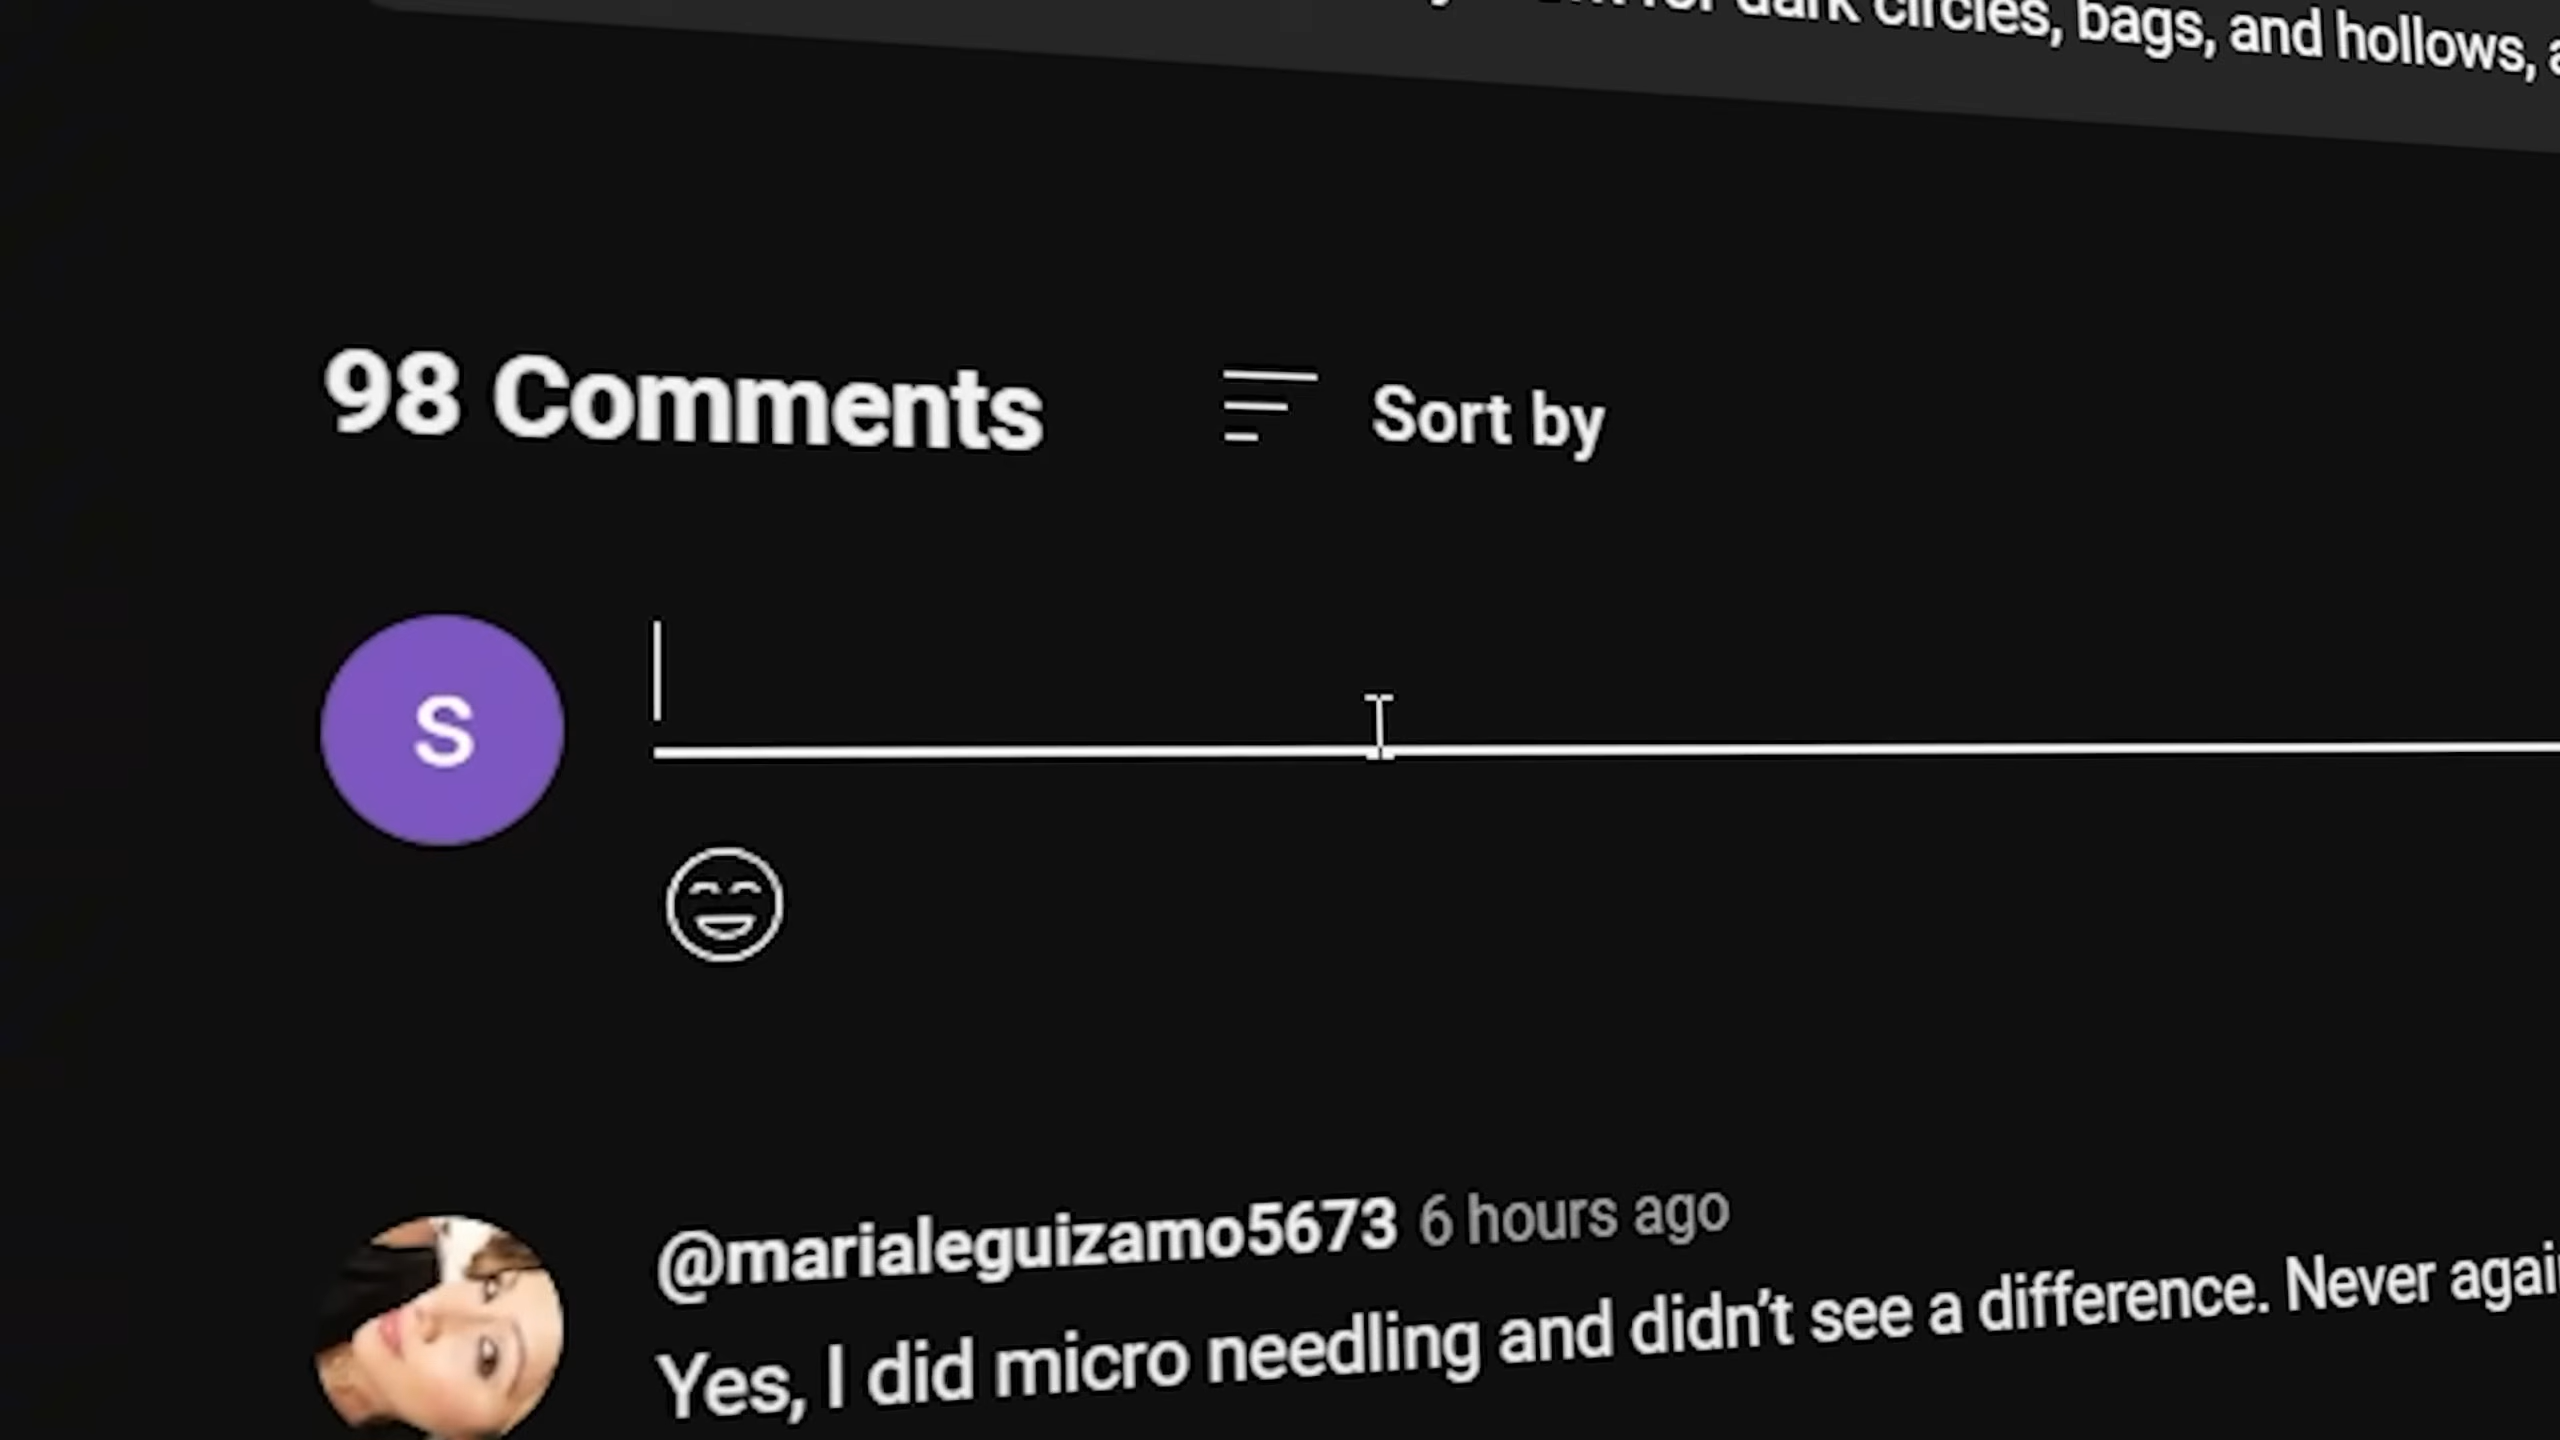 for dark circles, bags, and hollows,
98 Comments
Sort by
S
@marialeguizamo5673 6 hours ago
Yes, I did micro needling and didn't see a difference. Never